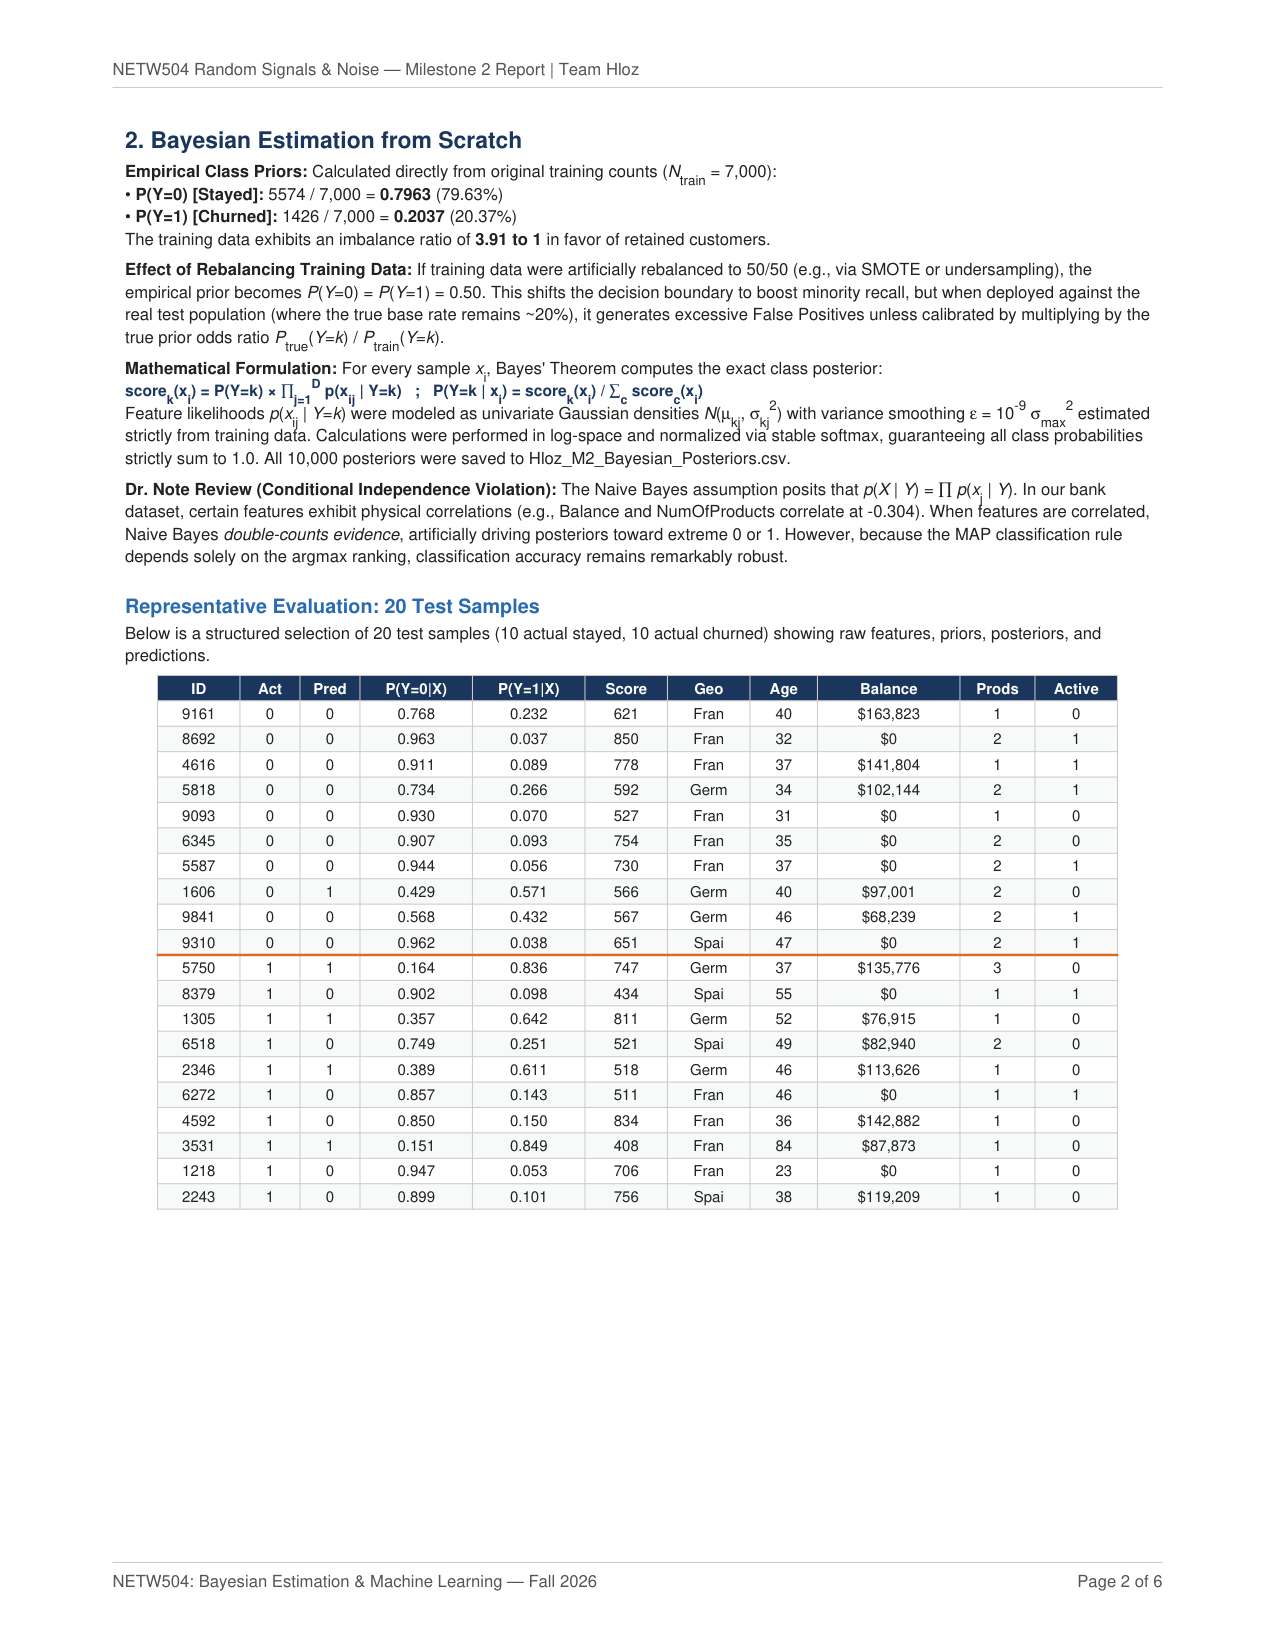 NETW504 Random Signals & Noise — Milestone 2 Report | Team Hloz
2. Bayesian Estimation from Scratch
Empirical Class Priors: Calculated directly from original training counts (N_train = 7,000):
• P(Y=0) [Stayed]: 5574 / 7,000 = 0.7963 (79.63%)
• P(Y=1) [Churned]: 1426 / 7,000 = 0.2037 (20.37%)
The training data exhibits an imbalance ratio of 3.91 to 1 in favor of retained customers.
Effect of Rebalancing Training Data: If training data were artificially rebalanced to 50/50 (e.g., via SMOTE or undersampling), the
empirical prior becomes P(Y=0) = P(Y=1) = 0.50. This shifts the decision boundary to boost minority recall, but when deployed against the
real test population (where the true base rate remains ~20%), it generates excessive False Positives unless calibrated by multiplying by the
true prior odds ratio P_true(Y=k) / P_train(Y=k).
Mathematical Formulation: For every sample x_i, Bayes' Theorem computes the exact class posterior:
score_k(x_i) = P(Y=k) × ∏_j=1^D p(x_ij | Y=k) ; P(Y=k | x_i) = score_k(x_i) / ∑_c score_c(x_i)
Feature likelihoods p(x_ij | Y=k) were modeled as univariate Gaussian densities N(μ_kj, σ_kj^2) with variance smoothing ε = 10^-9 σ_max^2 estimated
strictly from training data. Calculations were performed in log-space and normalized via stable softmax, guaranteeing all class probabilities
strictly sum to 1.0. All 10,000 posteriors were saved to Hloz_M2_Bayesian_Posteriors.csv.
Dr. Note Review (Conditional Independence Violation): The Naive Bayes assumption posits that p(X | Y) = ∏ p(x_j | Y). In our bank
dataset, certain features exhibit physical correlations (e.g., Balance and NumOfProducts correlate at -0.304). When features are correlated,
Naive Bayes double-counts evidence, artificially driving posteriors toward extreme 0 or 1. However, because the MAP classification rule
depends solely on the argmax ranking, classification accuracy remains remarkably robust.
Representative Evaluation: 20 Test Samples
Below is a structured selection of 20 test samples (10 actual stayed, 10 actual churned) showing raw features, priors, posteriors, and
predictions.
ID Act Pred P(Y=0|X) P(Y=1|X) Score Geo Age Balance Prods Active
9161 0 0 0.768 0.232 621 Fran 40 $163,823 1 0
8692 0 0 0.963 0.037 850 Fran 32 $0 2 1
4616 0 0 0.911 0.089 778 Fran 37 $141,804 1 1
5818 0 0 0.734 0.266 592 Germ 34 $102,144 2 1
9093 0 0 0.930 0.070 527 Fran 31 $0 1 0
6345 0 0 0.907 0.093 754 Fran 35 $0 2 0
5587 0 0 0.944 0.056 730 Fran 37 $0 2 1
1606 0 1 0.429 0.571 566 Germ 40 $97,001 2 0
9841 0 0 0.568 0.432 567 Germ 46 $68,239 2 1
9310 0 0 0.962 0.038 651 Spai 47 $0 2 1
5750 1 1 0.164 0.836 747 Germ 37 $135,776 3 0
8379 1 0 0.902 0.098 434 Spai 55 $0 1 1
1305 1 1 0.357 0.642 811 Germ 52 $76,915 1 0
6518 1 0 0.749 0.251 521 Spai 49 $82,940 2 0
2346 1 1 0.389 0.611 518 Germ 46 $113,626 1 0
6272 1 0 0.857 0.143 511 Fran 46 $0 1 1
4592 1 0 0.850 0.150 834 Fran 36 $142,882 1 0
3531 1 1 0.151 0.849 408 Fran 84 $87,873 1 0
1218 1 0 0.947 0.053 706 Fran 23 $0 1 0
2243 1 0 0.899 0.101 756 Spai 38 $119,209 1 0
NETW504: Bayesian Estimation & Machine Learning — Fall 2026
Page 2 of 6